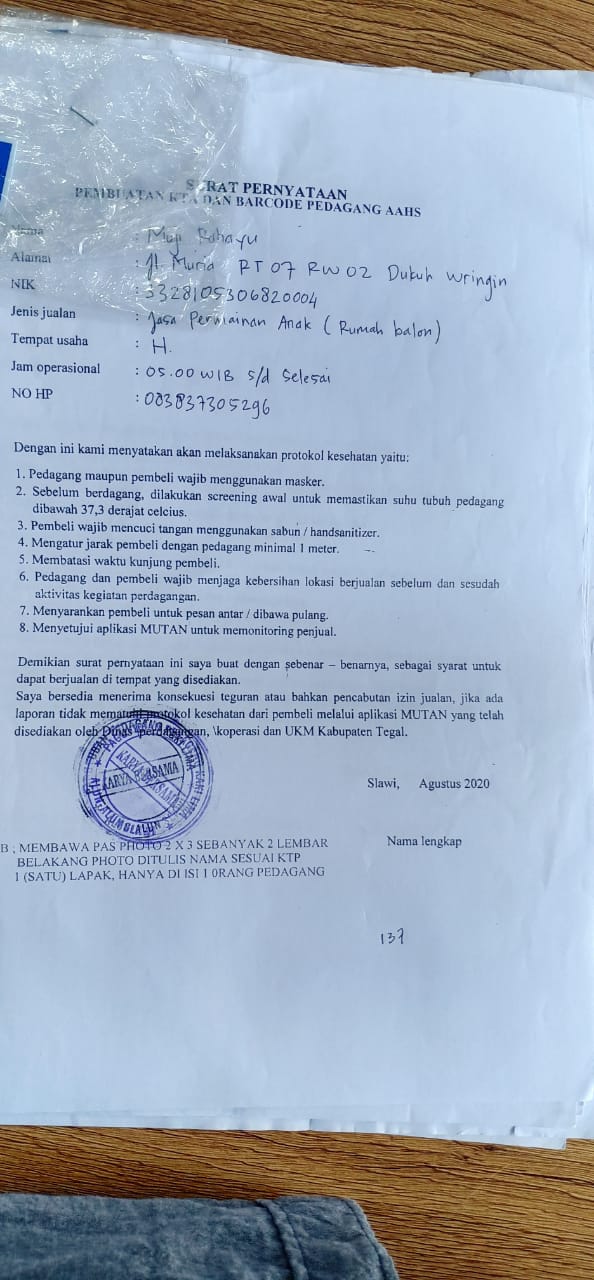 SURAT PERNYATAAN
PEMBUATAN KTA DAN BARCODE PEDAGANG AAHS
Nama : Muji Rahayu
Alamat : Jl. Muria RT 07 RW 02 Dukuh Wringin
NIK : 3328105306820004
Jenis jualan : Jasa Permainan Anak (Rumah balon)
Tempat usaha : H.
Jam operasional : 05.00 WIB s/d Selesai
NO HP : 083837305296
Dengan ini kami menyatakan akan melaksanakan protokol kesehatan yaitu:
1. Pedagang maupun pembeli wajib menggunakan masker.
2. Sebelum berdagang, dilakukan screening awal untuk memastikan suhu tubuh pedagang
dibawah 37,3 derajat celcius.
3. Pembeli wajib mencuci tangan menggunakan sabun / handsanitizer.
4. Mengatur jarak pembeli dengan pedagang minimal 1 meter.
5. Membatasi waktu kunjung pembeli.
6. Pedagang dan pembeli wajib menjaga kebersihan lokasi berjualan sebelum dan sesudah
aktivitas kegiatan perdagangan.
7. Menyarankan pembeli untuk pesan antar / dibawa pulang.
8. Menyetujui aplikasi MUTAN untuk memonitoring penjual.
Demikian surat pernyataan ini saya buat dengan sebenar – benarnya, sebagai syarat untuk
dapat berjualan di tempat yang disediakan.
Saya bersedia menerima konsekuesi teguran atau bahkan pencabutan izin jualan, jika ada
laporan tidak mematuhi protokol kesehatan dari pembeli melalui aplikasi MUTAN yang telah
disediakan oleh Dinas perdagangan, \koperasi dan UKM Kabupaten Tegal.
KARYA BERSAMA
KARYA BERSAMA
Slawi, Agustus 2020
B ; MEMBAWA PAS PHOTO 2 X 3 SEBANYAK 2 LEMBAR
BELAKANG PHOTO DITULIS NAMA SESUAI KTP
1 (SATU) LAPAK, HANYA DI ISI 1 0RANG PEDAGANG
Nama lengkap
137